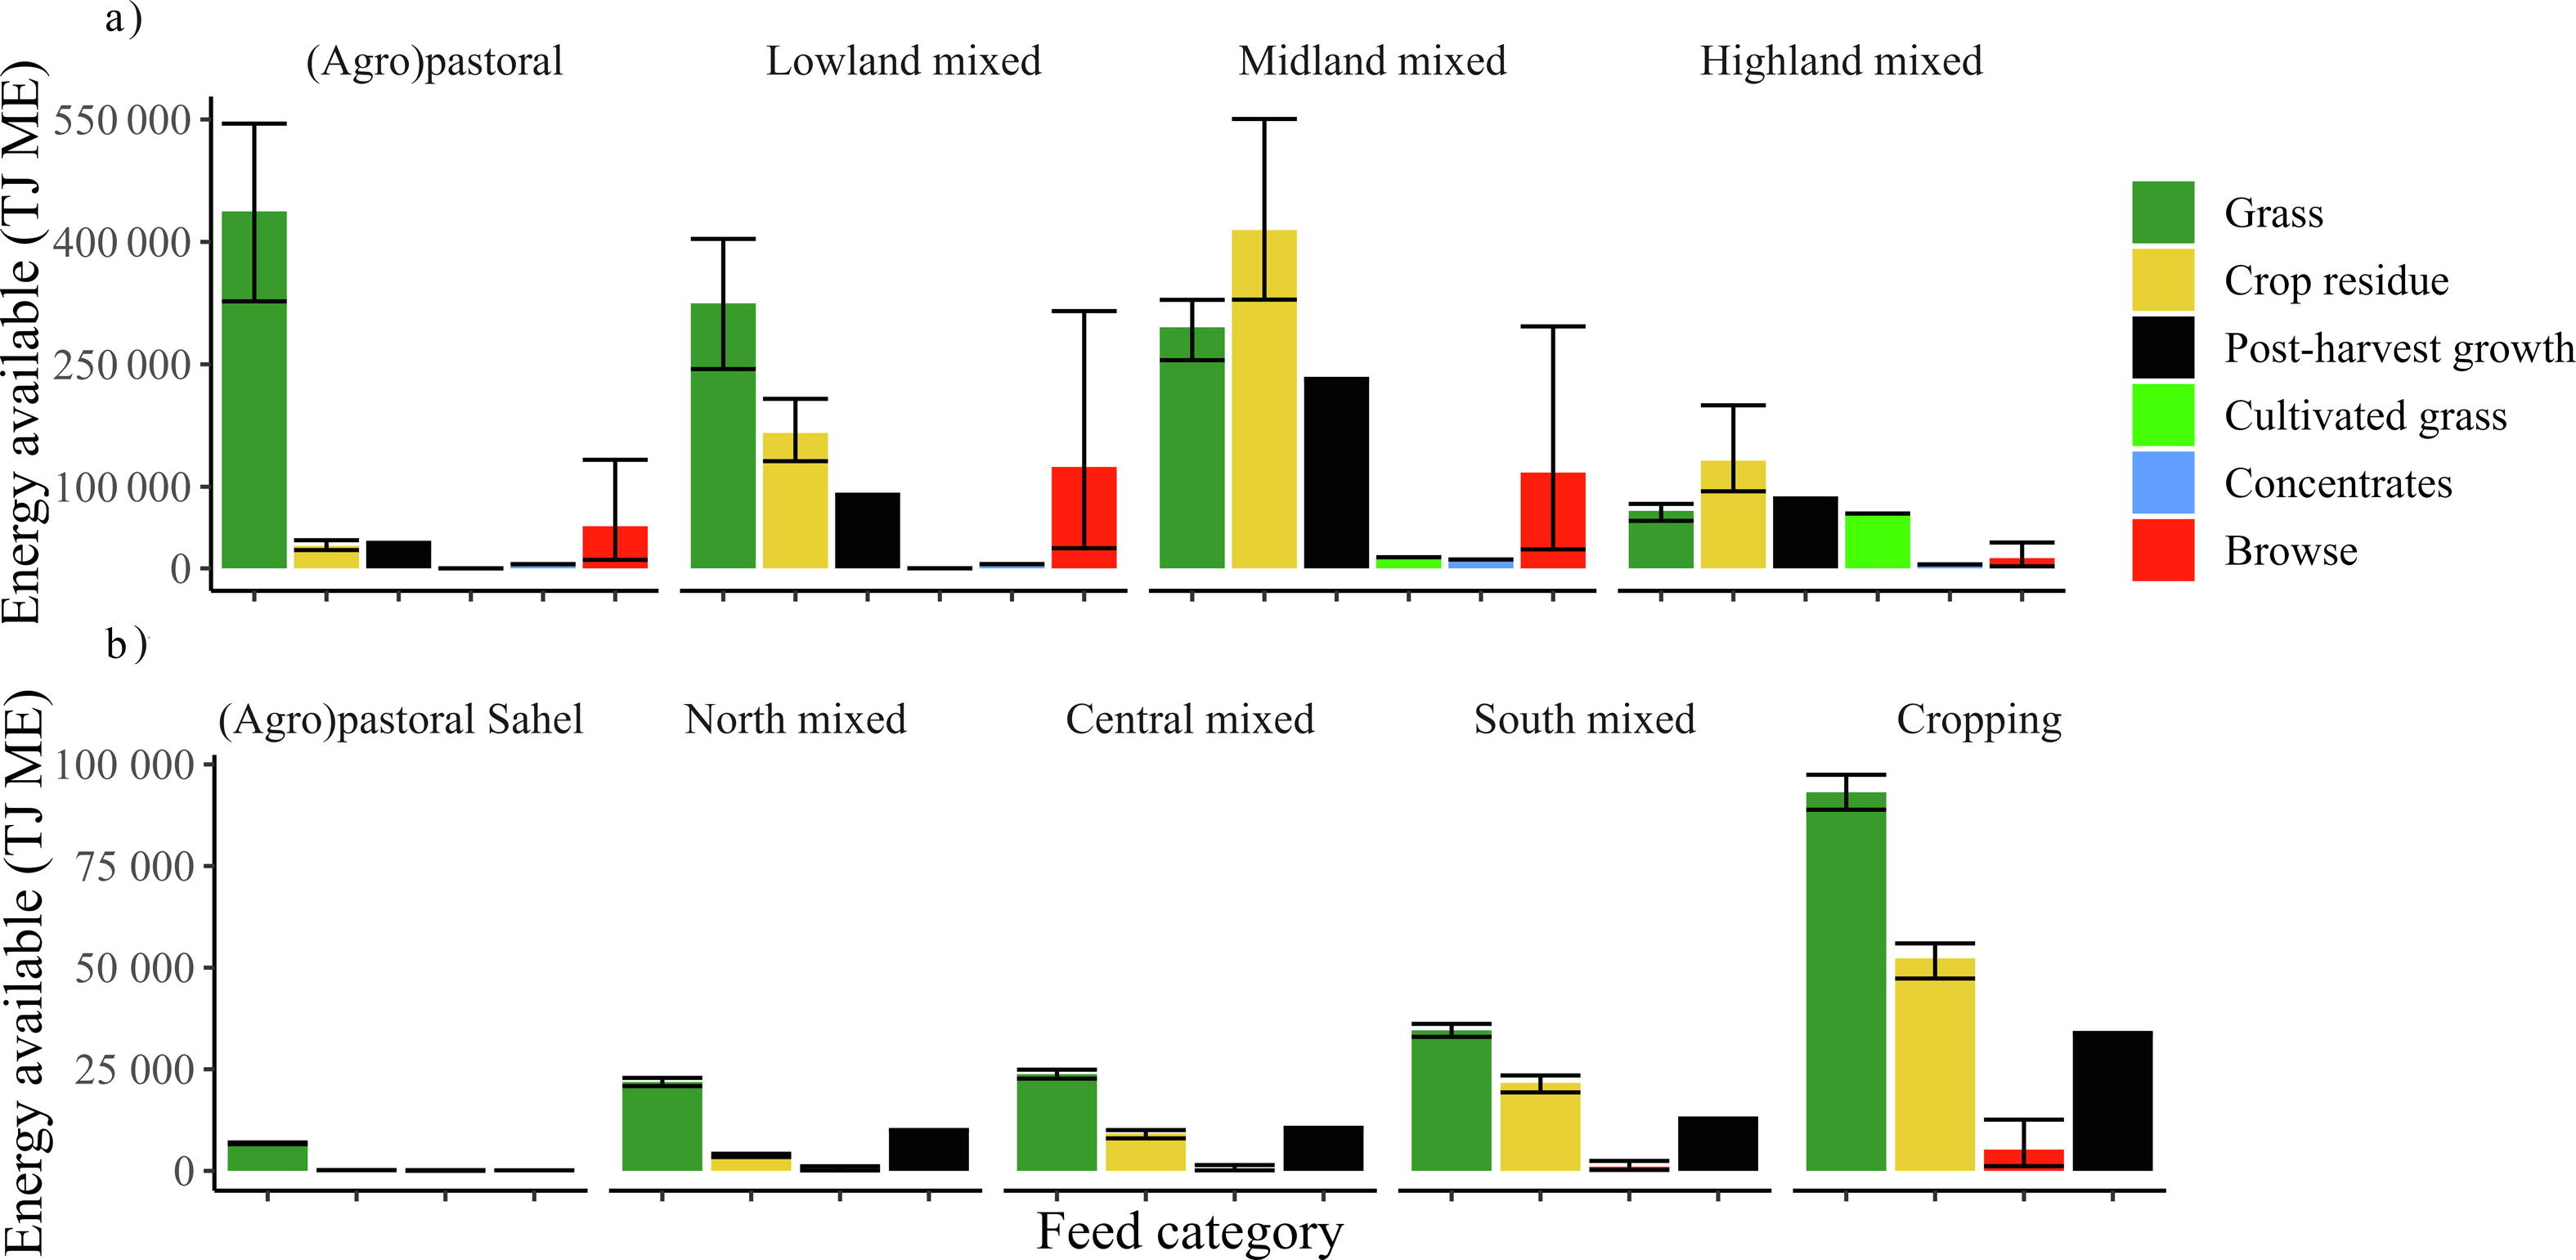 a)
(Agro)pastoral
Lowland mixed
Midland mixed
Highland mixed
Energy available (TJ ME)
550 000
400 000
250 000
100 000
0
Grass
Crop residue
Post-harvest growth
Cultivated grass
Concentrates
Browse
b)
(Agro)pastoral Sahel
North mixed
Central mixed
South mixed
Cropping
Energy available (TJ ME)
100 000
75 000
50 000
25 000
0
Feed category